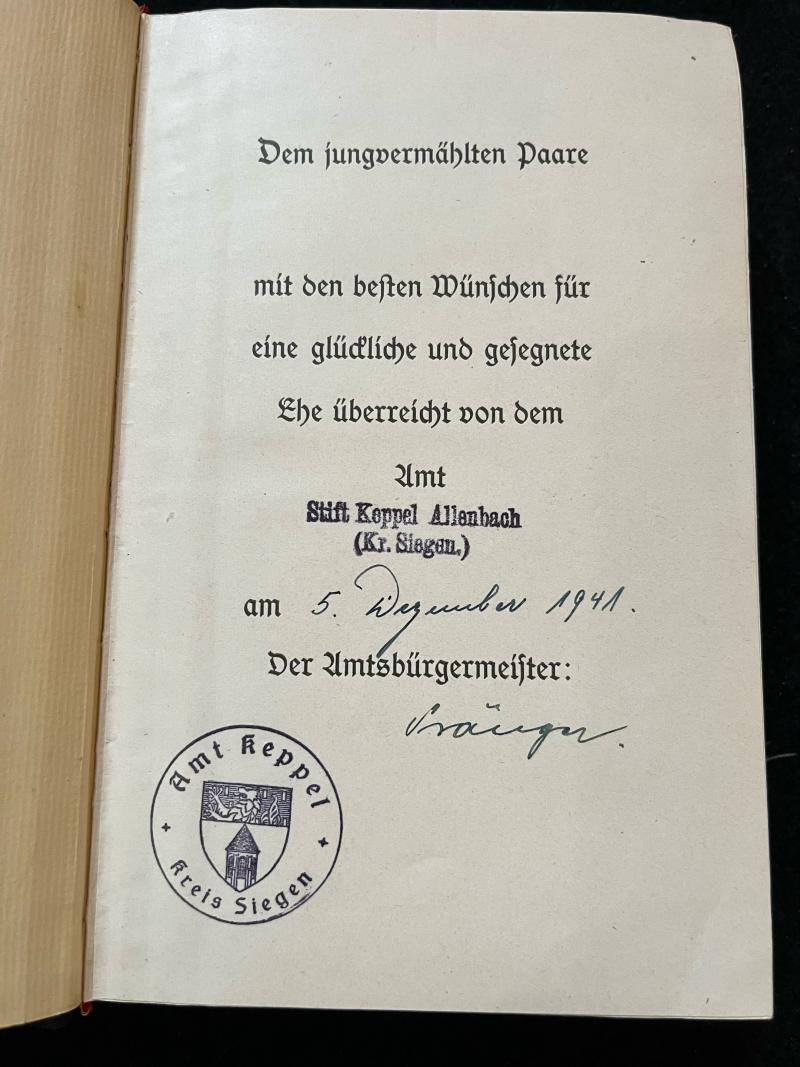 Dem jungvermählten Paare
mit den besten Wünschen für
eine glückliche und gesegnete
Ehe überreicht von dem
Amt
Stift Keppel Allenbach
(Kr. Siegen.)
am 5. Dezember 1941.
Der Amtsbürgermeister:
Amt Keppel
Kreis Siegen